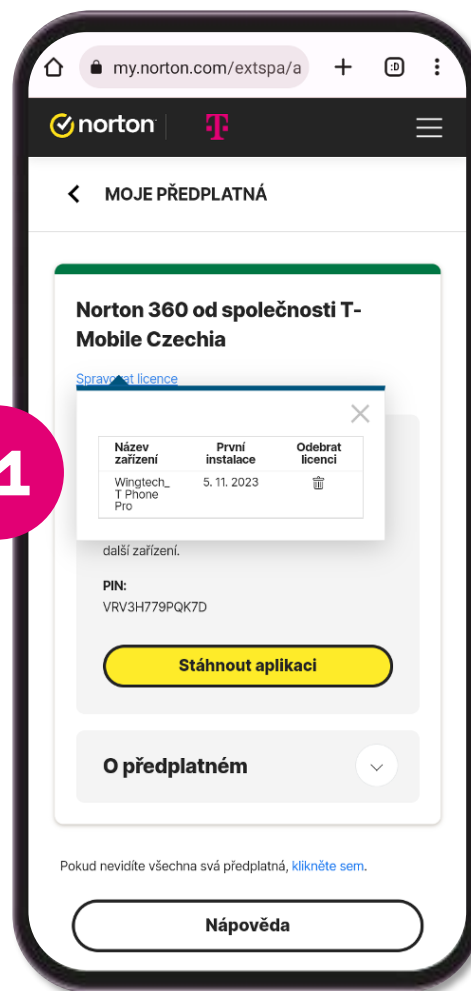 my.norton.com/extspa/a
:D
norton
T
MOJE PŘEDPLATNÁ
Norton 360 od společnosti T-
Mobile Czechia
Spravovat licence
Název
zařízení
První
instalace
Odebrat
licenci
Wingtech_
T Phone
Pro
5. 11. 2023
další zařízení.
PIN:
VRV3H779PQK7D
Stáhnout aplikaci
O předplatném
Pokud nevidíte všechna svá předplatná, klikněte sem.
Nápověda